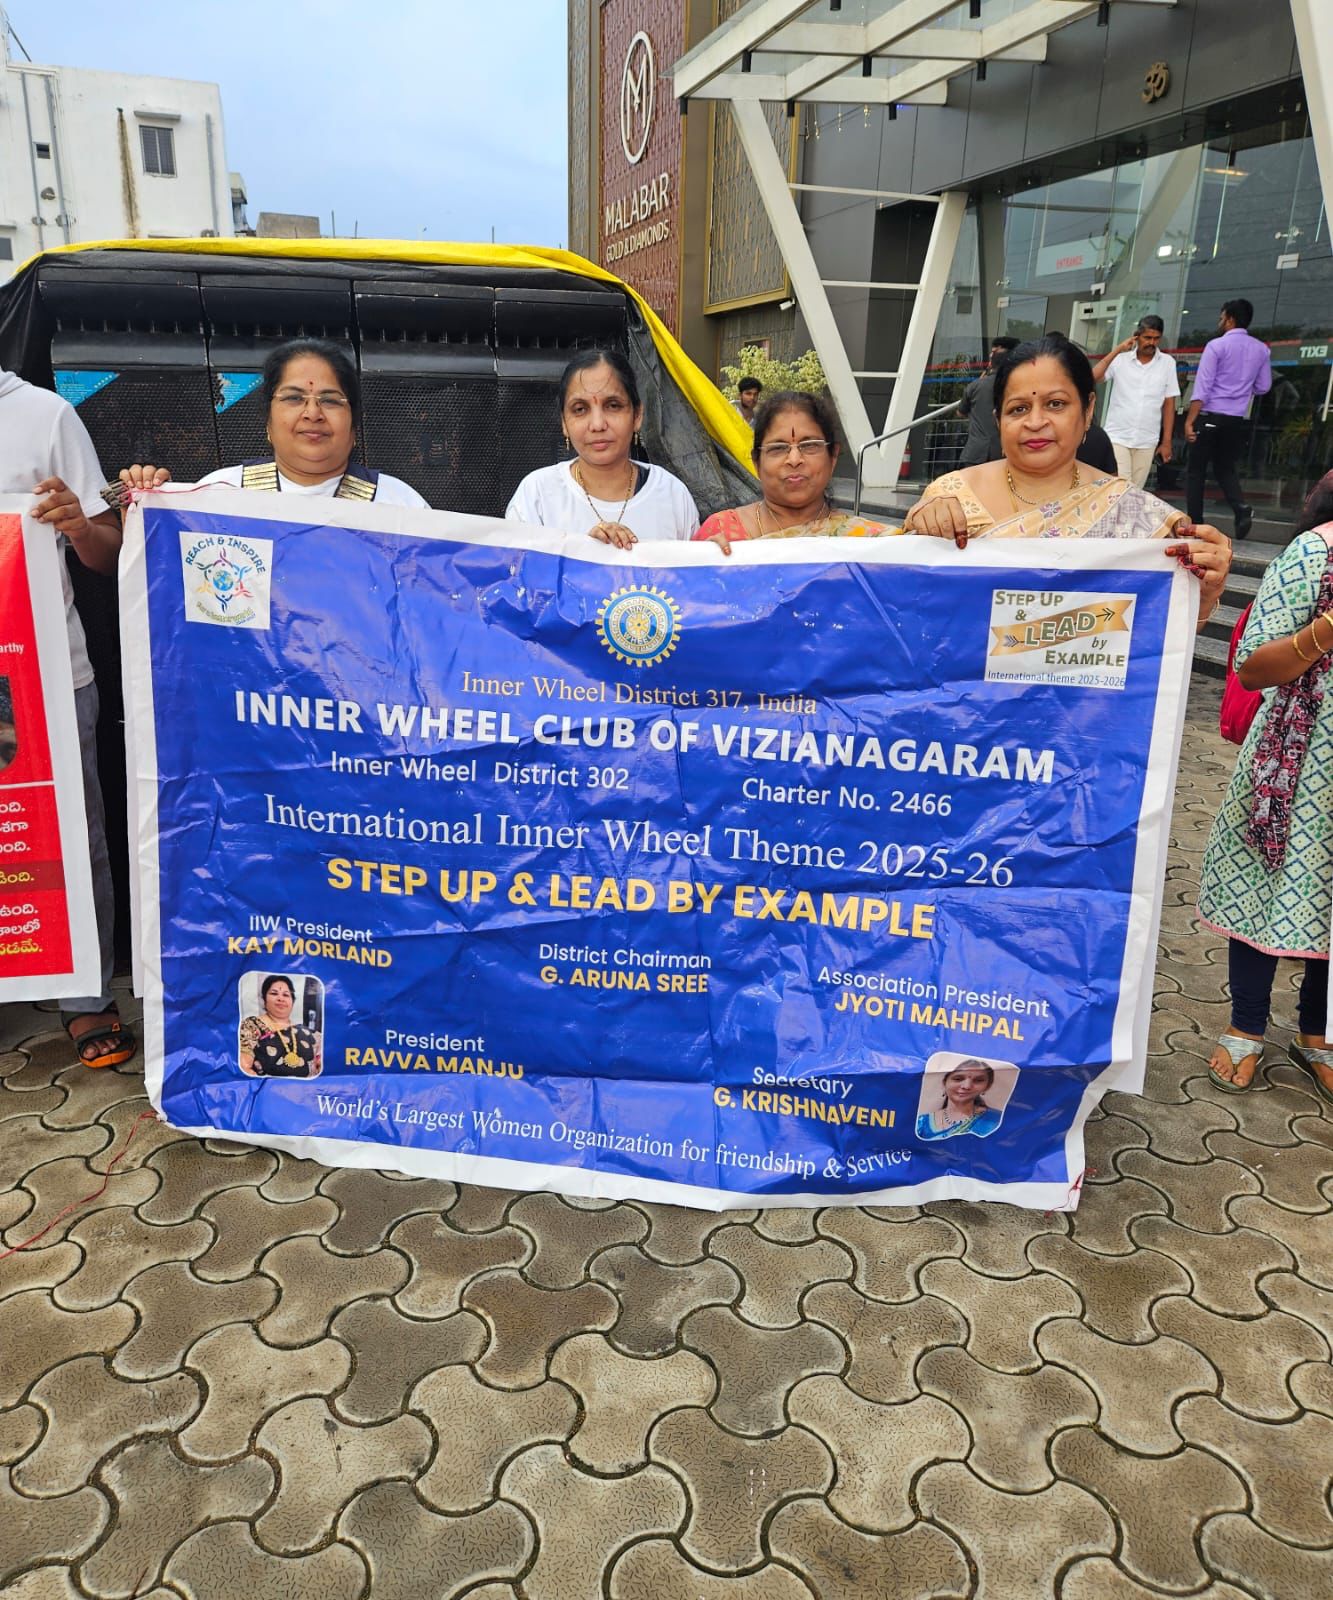 MALABAR
GOLD & DIAMONDS
ॐ
ENTRANCE
EXIT
REACH & INSPIRE
INNER
WHEEL
STEP UP
&
LEAD
by
EXAMPLE
International theme 2025-2026
Inner Wheel District 317, India
INNER WHEEL CLUB OF VIZIANAGARAM
Inner Wheel District 302
Charter No. 2466
International Inner Wheel Theme 2025-26
STEP UP & LEAD BY EXAMPLE
IIW President
KAY MORLAND
District Chairman
G. ARUNA SREE
Association President
JYOTI MAHIPAL
President
RAVVA MANJU
Secretary
G. KRISHNAVENI
World's Largest Women Organization for friendship & Service